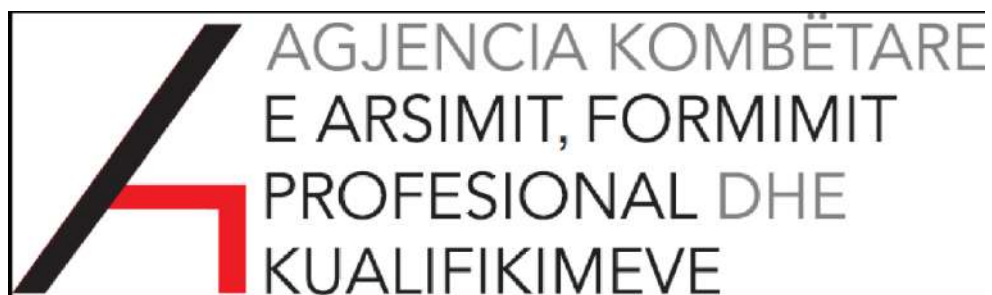 AGJENCIA KOMBËTARE
E ARSIMIT, FORMIMIT
PROFESIONAL DHE
KUALIFIKIMEVE